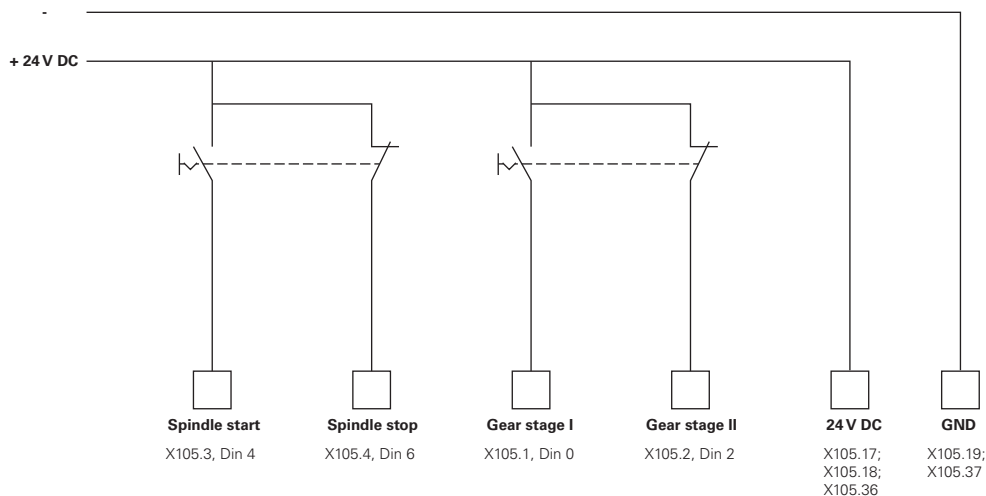 -
+ 24 V DC
Spindle start
X105.3, Din 4
Spindle stop
X105.4, Din 6
Gear stage I
X105.1, Din 0
Gear stage II
X105.2, Din 2
24 V DC
X105.17;
X105.18;
X105.36
GND
X105.19;
X105.37